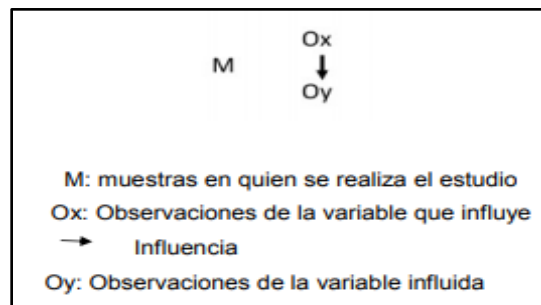 Ox
M
Oy
M: muestras en quien se realiza el estudio
Ox: Observaciones de la variable que influye
→ Influencia
Oy: Observaciones de la variable influida